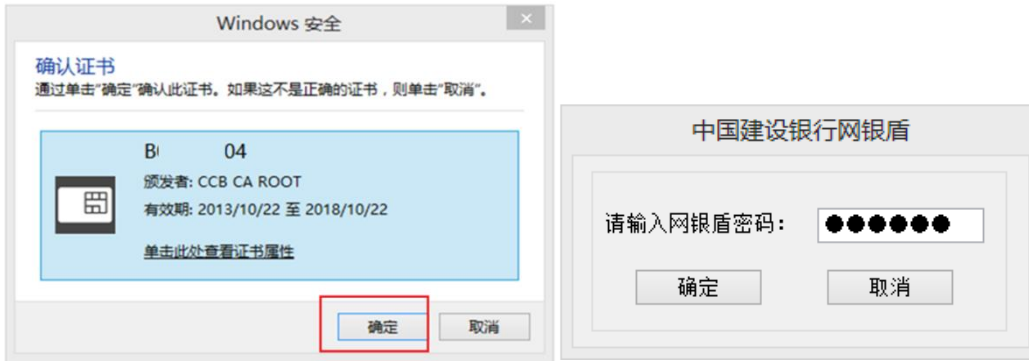 Windows 安全
确认证书
通过单击"确定"确认此证书。如果这不是正确的证书，则单击"取消"。
B 04
颁发者: CCB CA ROOT
有效期: 2013/10/22 至 2018/10/22
单击此处查看证书属性
确定 取消
中国建设银行网银盾
请输入网银盾密码: ●●●●●●
确定 取消